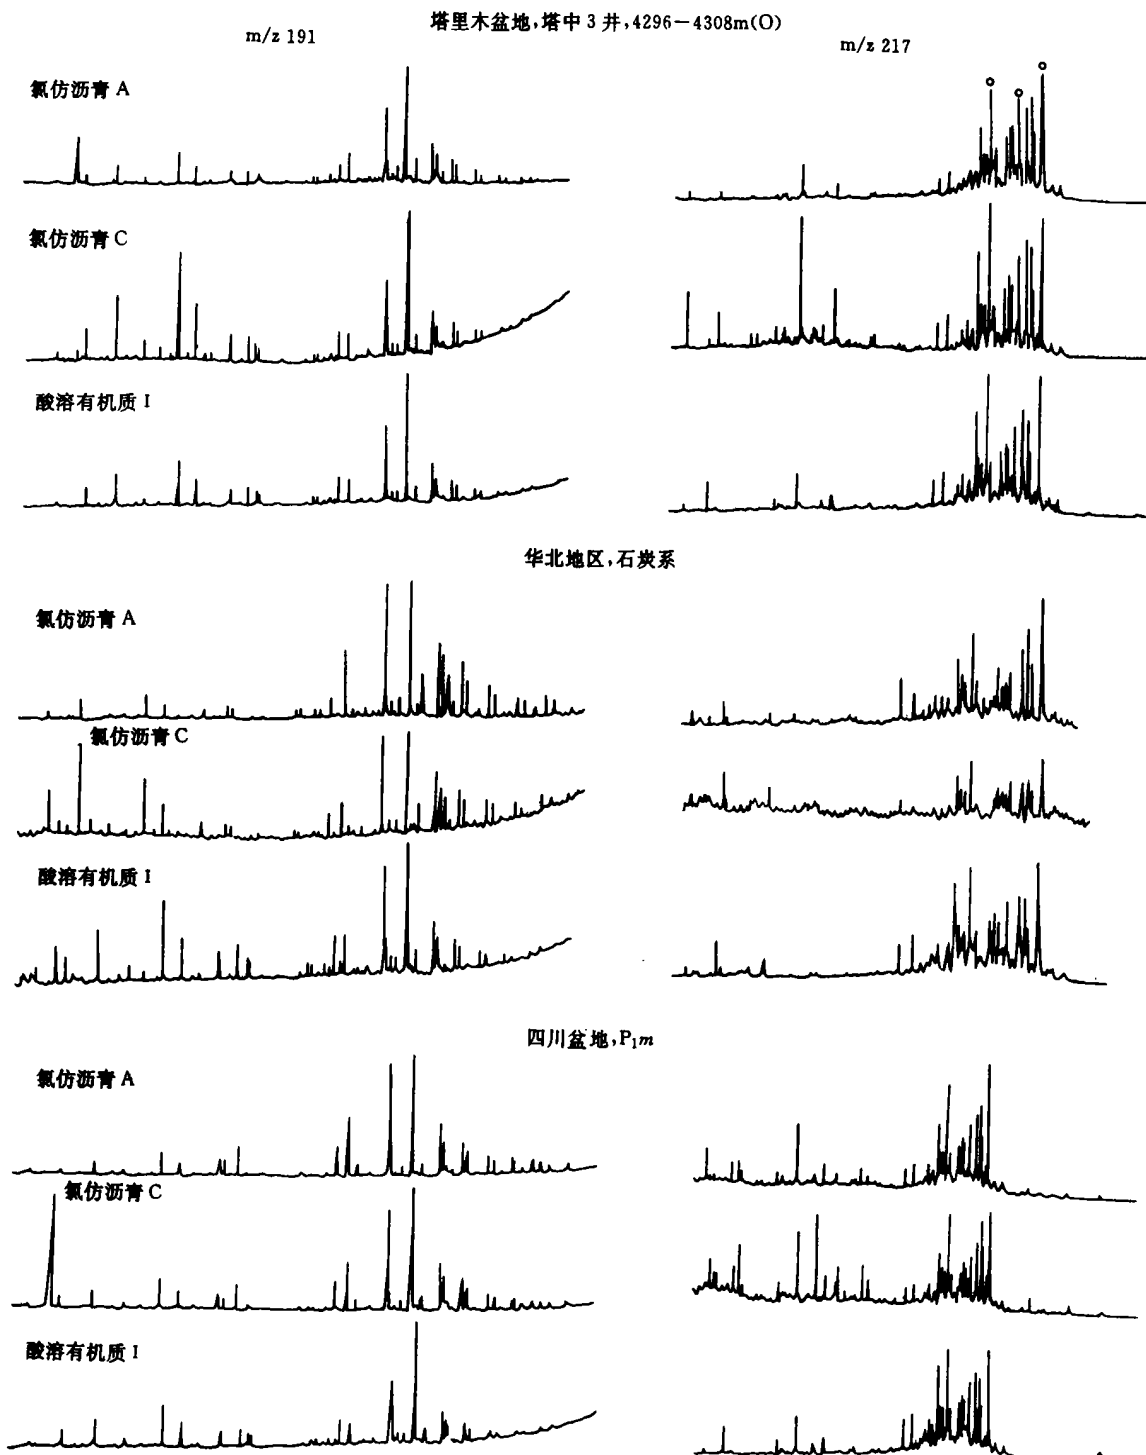 塔里木盆地,塔中 3 井,4296-4308m(O)
m/z 191
m/z 217
氯仿沥青 A
氯仿沥青 C
酸溶有机质 I
华北地区,石炭系
氯仿沥青 A
氯仿沥青 C
酸溶有机质 I
四川盆地,P₁m
氯仿沥青 A
氯仿沥青 C
酸溶有机质 I